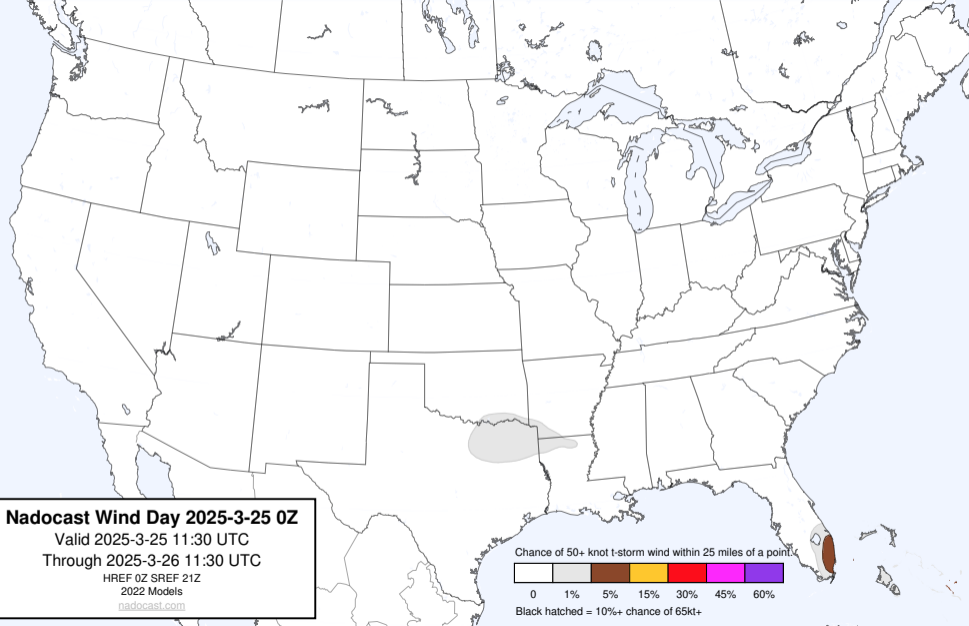 Nadocast Wind Day 2025-3-25 0Z
Valid 2025-3-25 11:30 UTC
Through 2025-3-26 11:30 UTC
HREF 0Z SREF 21Z
2022 Models
nadocast.com
Chance of 50+ knot t-storm wind within 25 miles of a point.
0 1% 5% 15% 30% 45% 60%
Black hatched = 10%+ chance of 65kt+